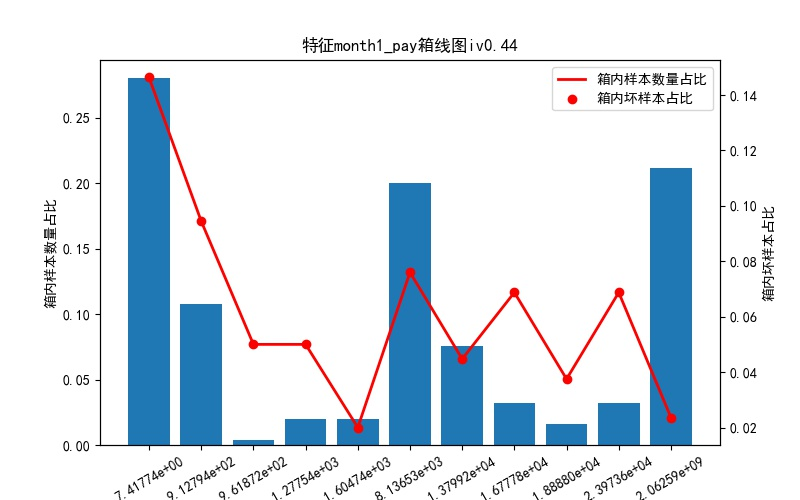 特征month1_pay箱线图iv0.44
箱内样本数量占比
箱内坏样本占比
0.25
0.20
0.15
0.10
0.05
0.00
箱内样本数量占比
0.14
0.12
0.10
0.08
0.06
0.04
0.02
箱内坏样本占比
7.41774e+00
9.12794e+02
9.61872e+02
1.27754e+03
1.60474e+03
8.13653e+03
1.37992e+04
1.67778e+04
1.88880e+04
2.39736e+04
2.06259e+09